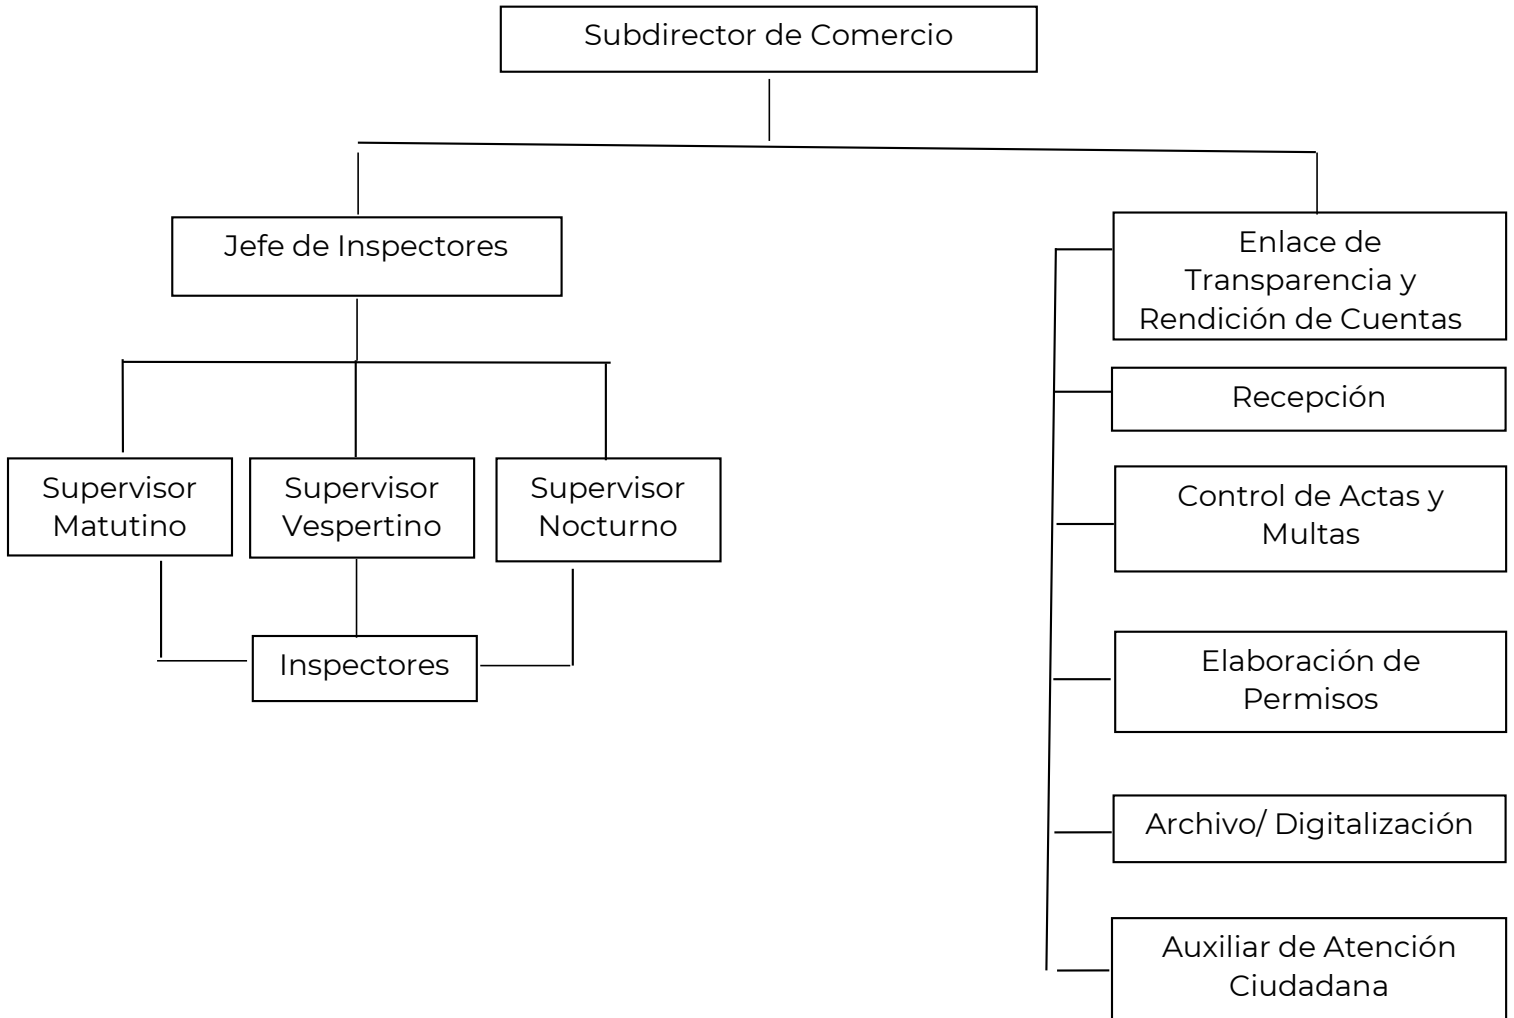 Subdirector de Comercio
Jefe de Inspectores
Enlace de
Transparencia y
Rendición de Cuentas
Recepción
Supervisor
Matutino
Supervisor
Vespertino
Supervisor
Nocturno
Control de Actas y
Multas
Inspectores
Elaboración de
Permisos
Archivo/ Digitalización
Auxiliar de Atención
Ciudadana